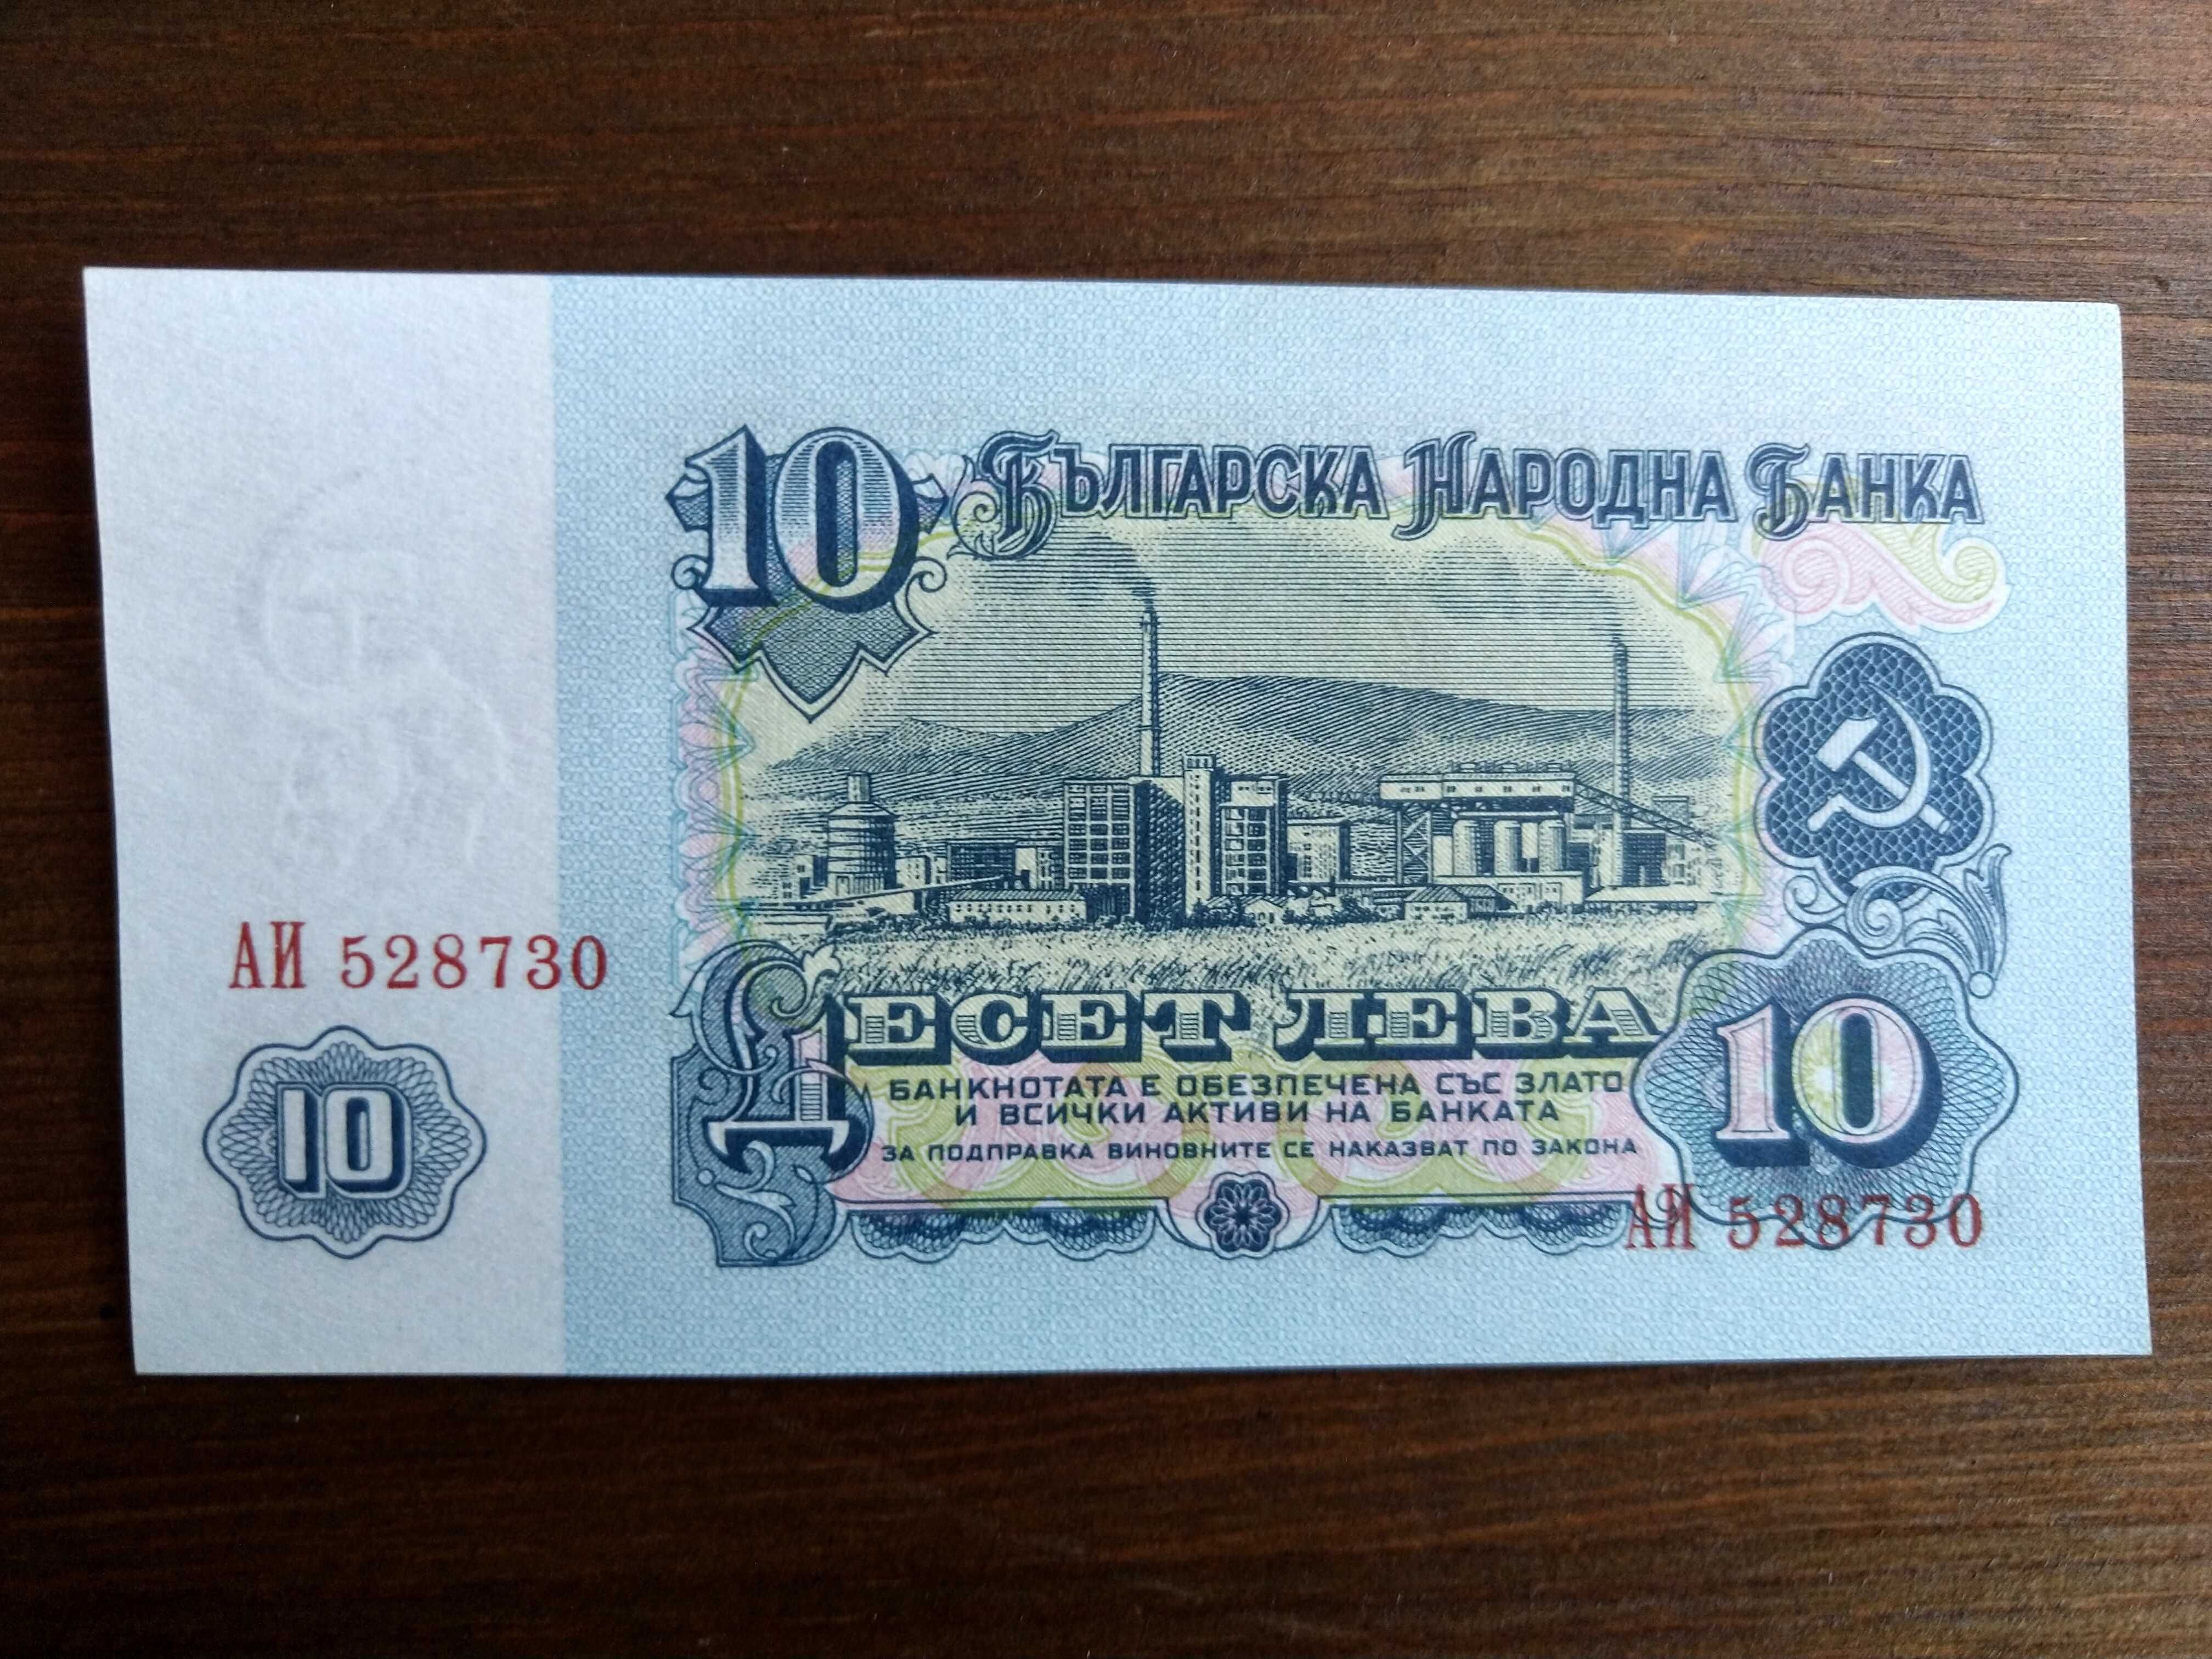 10 БЪЛГАРСКА НАРОДНА БАНКА
АИ 528730
10
ДЕСЕТ ЛЕВА
10
БАНКНОТАТА Е ОБЕЗПЕЧЕНА СЪС ЗЛАТО
И ВСИЧКИ АКТИВИ НА БАНКАТА
ЗА ПОДПРАВКА ВИНОВНИТЕ СЕ НАКАЗВАТ ПО ЗАКОНА
АИ 528730